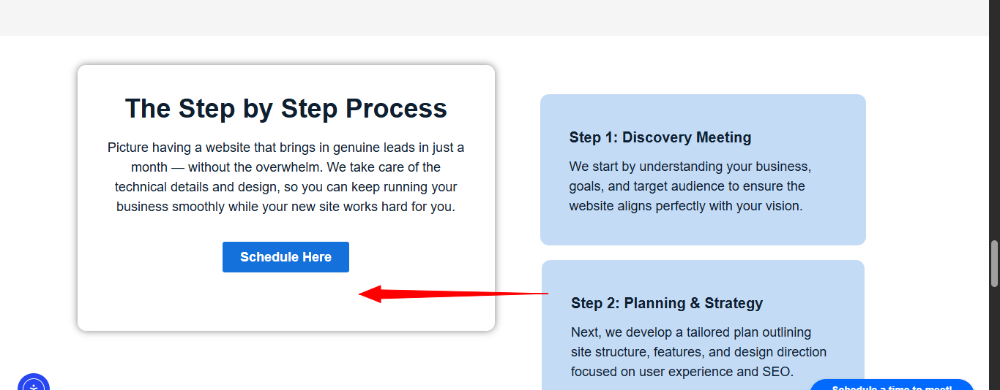 The Step by Step Process
Picture having a website that brings in genuine leads in just a
month — without the overwhelm. We take care of the
technical details and design, so you can keep running your
business smoothly while your new site works hard for you.
Schedule Here
Step 1: Discovery Meeting
We start by understanding your business,
goals, and target audience to ensure the
website aligns perfectly with your vision.
Step 2: Planning & Strategy
Next, we develop a tailored plan outlining
site structure, features, and design direction
focused on user experience and SEO.
Schedule a time to meet!